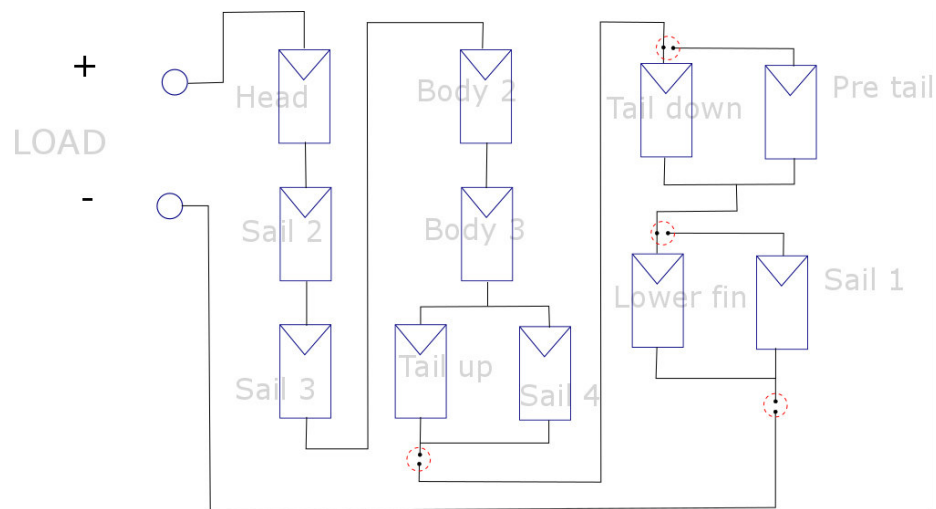 +
LOAD
-
Head
Sail 2
Sail 3
Body 2
Body 3
Tail up
Sail 4
Tail down
Pre tail
Lower fin
Sail 1